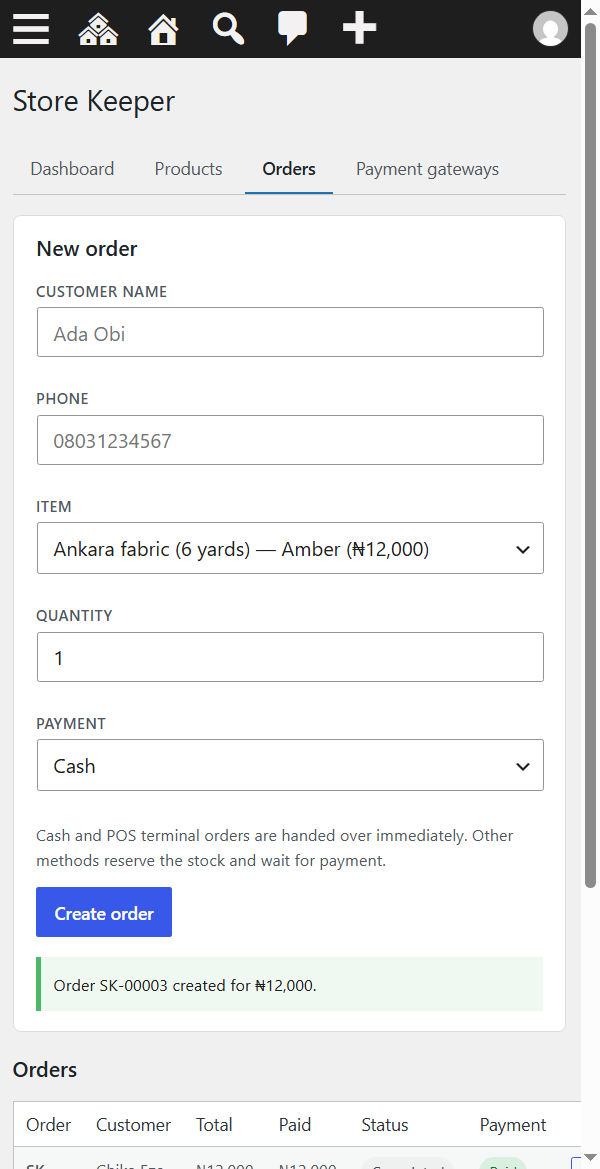 Store Keeper
Dashboard Products Orders Payment gateways
New order
CUSTOMER NAME
Ada Obi
PHONE
08031234567
ITEM
Ankara fabric (6 yards) — Amber (₦12,000)
QUANTITY
1
PAYMENT
Cash
Cash and POS terminal orders are handed over immediately. Other
methods reserve the stock and wait for payment.
Create order
Order SK-00003 created for ₦12,000.
Orders
Order Customer Total Paid Status Payment